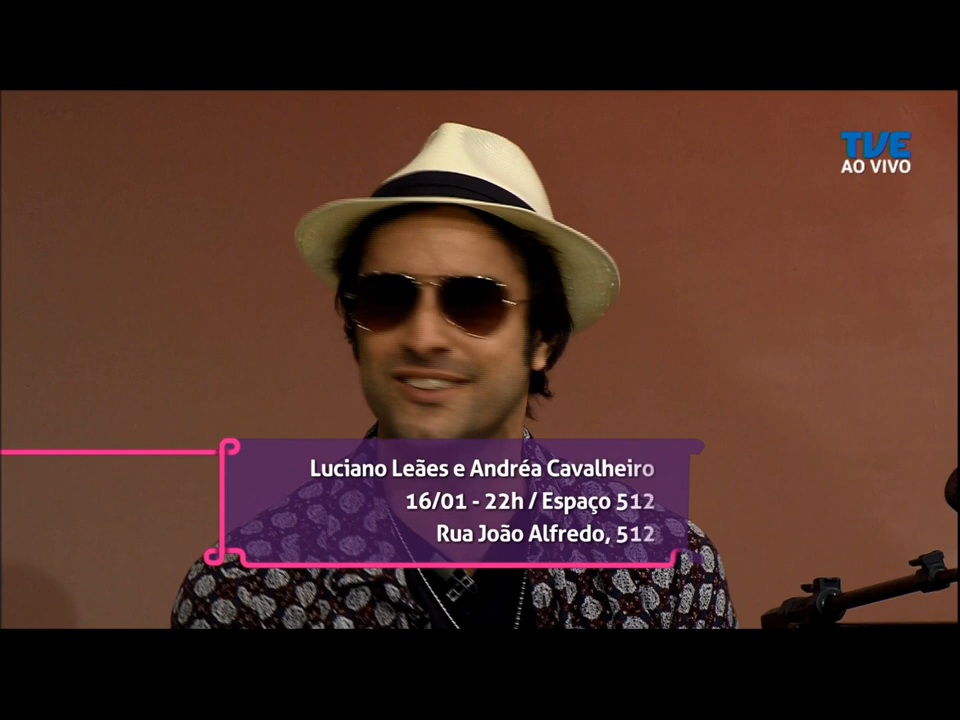 TVE
AO VIVO
Luciano Leães e Andréa Cavalheiro
16/01 - 22h / Espaço 512
Rua João Alfredo, 512